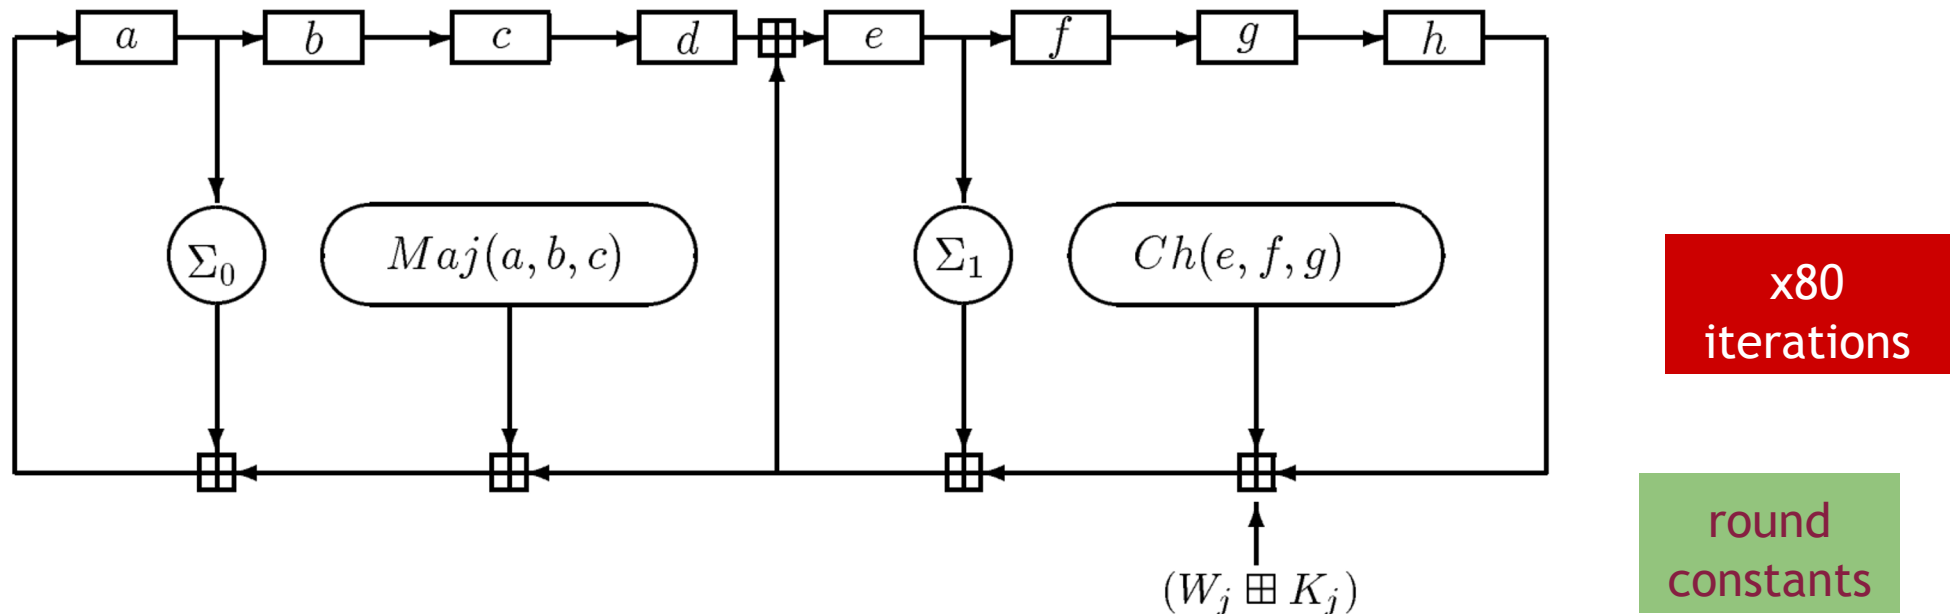 a b c d ⊞ e f g h
Σ₀ Maj(a, b, c) Σ₁ Ch(e, f, g)
x80
iterations
⊞ ⊞ ⊞ ⊞
round
constants
(Wⱼ ⊞ Kⱼ)